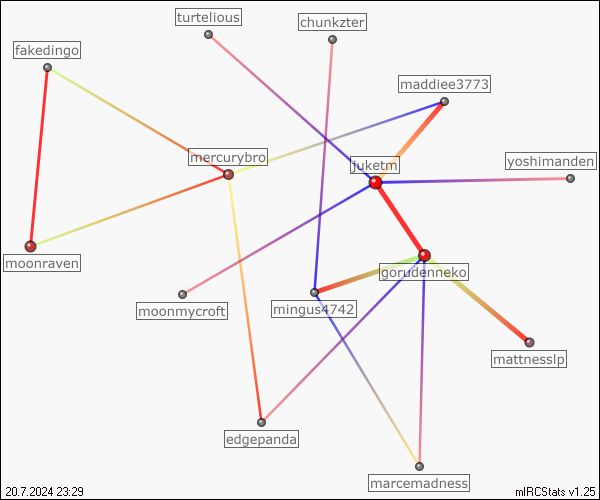 turtelious
chunkzter
fakedingo
maddiee3773
mercurybro
juketm
yoshimanden
moonraven
gorudenneko
moonmycroft
mingus4742
mattnesslp
edgepanda
marcemadness
20.7.2024 23:29
mIRCStats v1.25